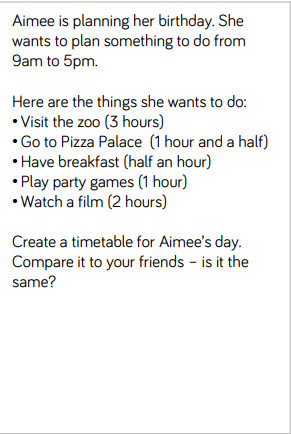 Aimee is planning her birthday. She
wants to plan something to do from
9am to 5pm.
Here are the things she wants to do:
• Visit the zoo (3 hours)
• Go to Pizza Palace  (1 hour and a half)
• Have breakfast (half an hour)
• Play party games (1 hour)
• Watch a film (2 hours)
Create a timetable for Aimee's day.
Compare it to your friends – is it the
same?